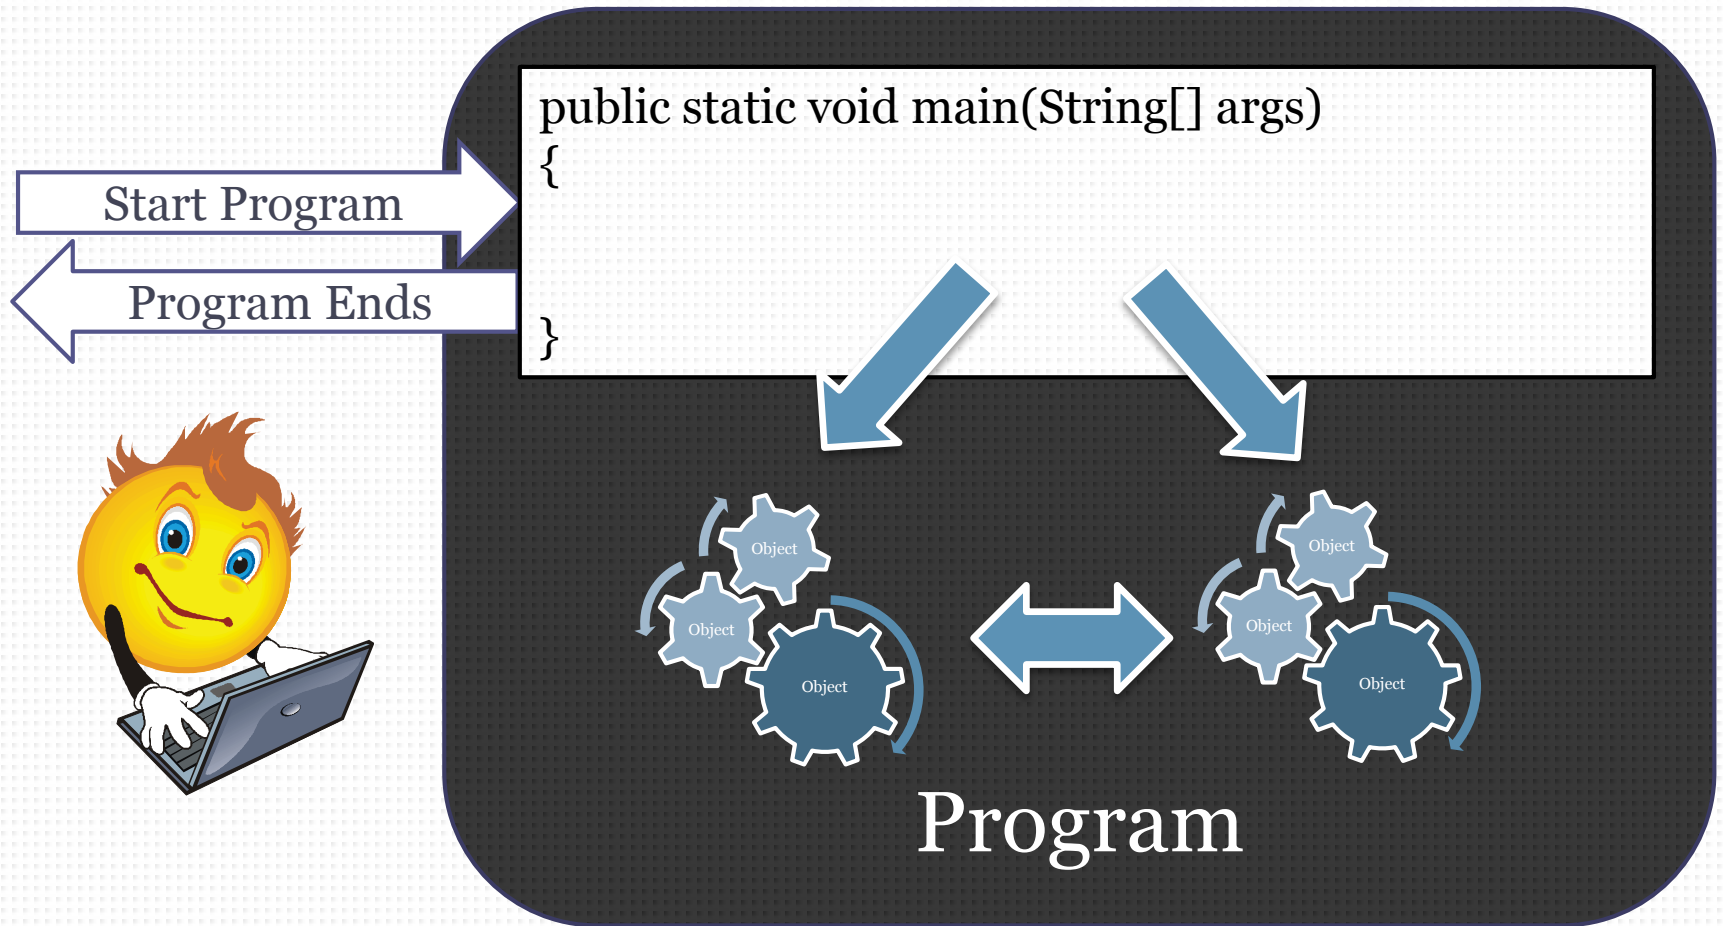 public static void main(String[] args)
{
Start Program
Program Ends
}
Object
Object
Object
Object
Object
Object
Program